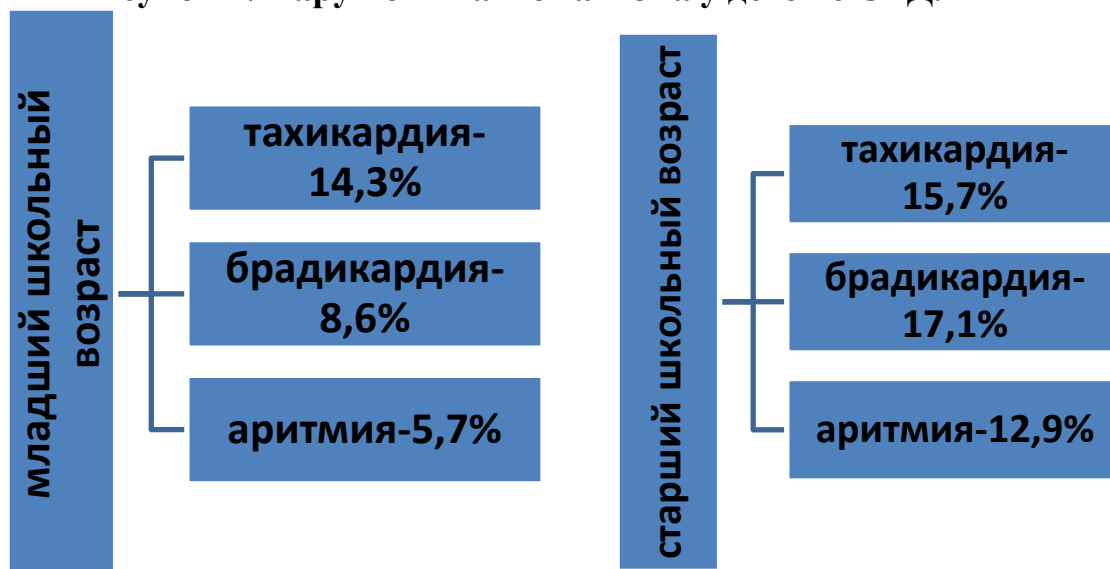 младший школьный
возраст
тахикардия-
14,3%
брадикардия-
8,6%
аритмия-5,7%
старший школьный возраст
тахикардия-
15,7%
брадикардия-
17,1%
аритмия-12,9%